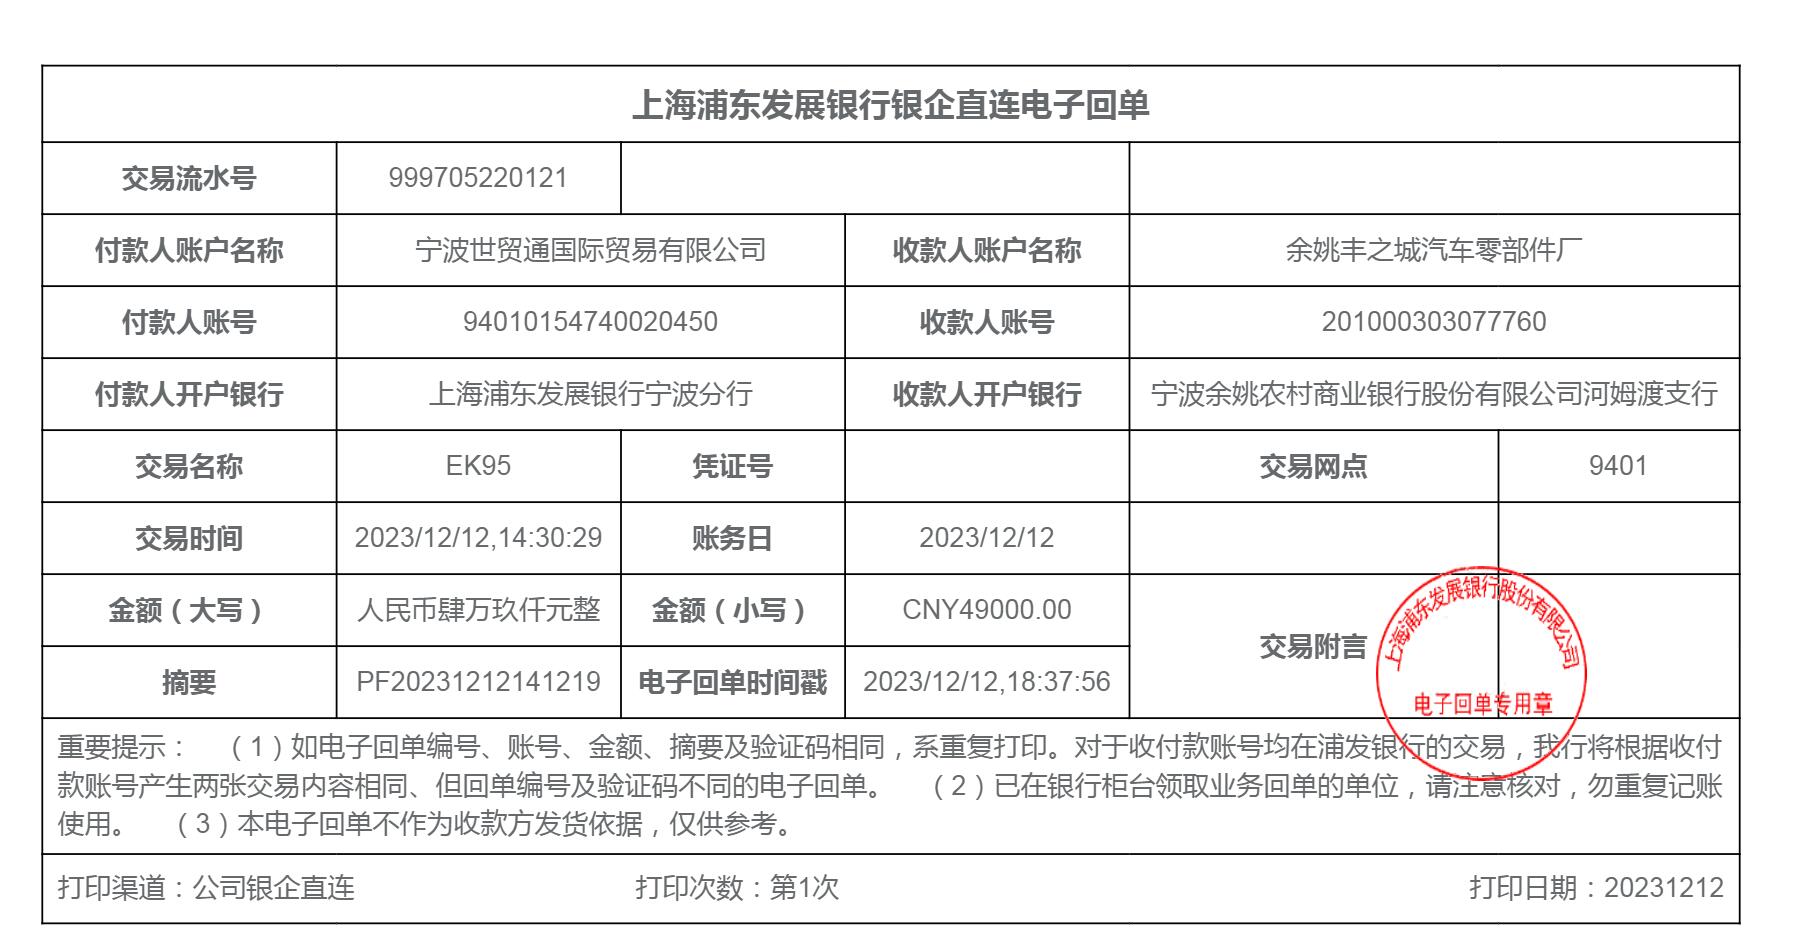 上海浦东发展银行银企直连电子回单
交易流水号 999705220121
付款人账户名称 宁波世贸通国际贸易有限公司 收款人账户名称 余姚丰之城汽车零部件厂
付款人账号 94010154740020450 收款人账号 201000303077760
付款人开户银行 上海浦东发展银行宁波分行 收款人开户银行 宁波余姚农村商业银行股份有限公司河姆渡支行
交易名称 EK95 凭证号 交易网点 9401
交易时间 2023/12/12,14:30:29 账务日 2023/12/12
金额（大写） 人民币肆万玖仟元整 金额（小写） CNY49000.00
交易附言
摘要 PF20231212141219 电子回单时间戳 2023/12/12,18:37:56
上海浦东发展银行股份有限公司
电子回单专用章
重要提示： （1）如电子回单编号、账号、金额、摘要及验证码相同，系重复打印。对于收付款账号均在浦发银行的交易，我行将根据收付
款账号产生两张交易内容相同、但回单编号及验证码不同的电子回单。 （2）已在银行柜台领取业务回单的单位，请注意核对，勿重复记账
使用。 （3）本电子回单不作为收款方发货依据，仅供参考。
打印渠道：公司银企直连 打印次数：第1次 打印日期：20231212